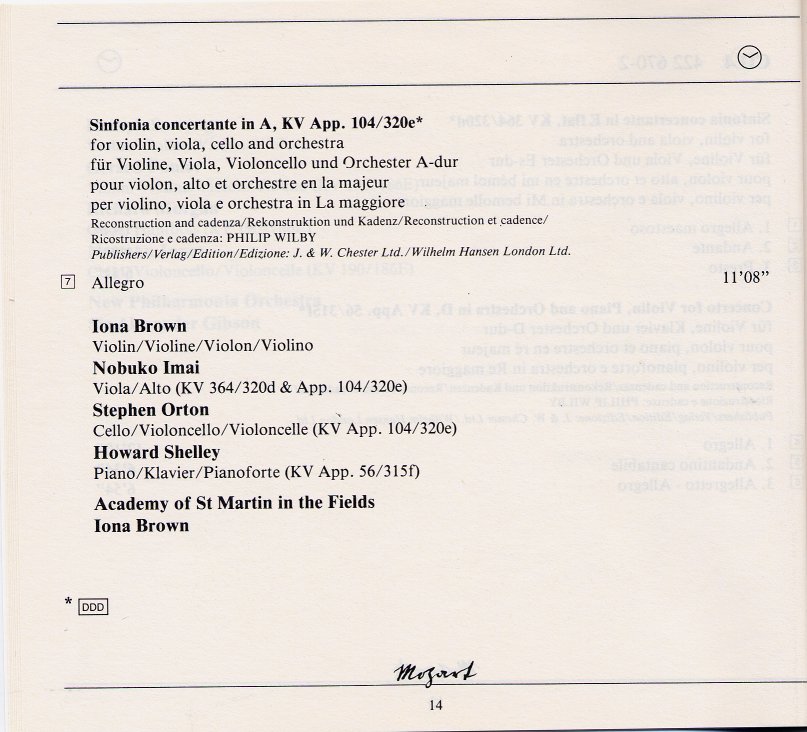 Sinfonia concertante in A, KV App. 104/320e*
for violin, viola, cello and orchestra
für Violine, Viola, Violoncello und Orchester A-dur
pour violon, alto et orchestre en la majeur
per violino, viola e orchestra in La maggiore
Reconstruction and cadenza/Rekonstruktion und Kadenz/Reconstruction et cadence/
Ricostruzione e cadenza: PHILIP WILBY
Publishers/Verlag/Edition/Edizione: J. & W. Chester Ltd./Wilhelm Hansen London Ltd.
7 Allegro 11'08”
Iona Brown
Violin/Violine/Violon/Violino
Nobuko Imai
Viola/Alto (KV 364/320d & App. 104/320e)
Stephen Orton
Cello/Violoncello/Violoncelle (KV App. 104/320e)
Howard Shelley
Piano/Klavier/Pianoforte (KV App. 56/315f)
Academy of St Martin in the Fields
Iona Brown
* DDD
Mozart
14